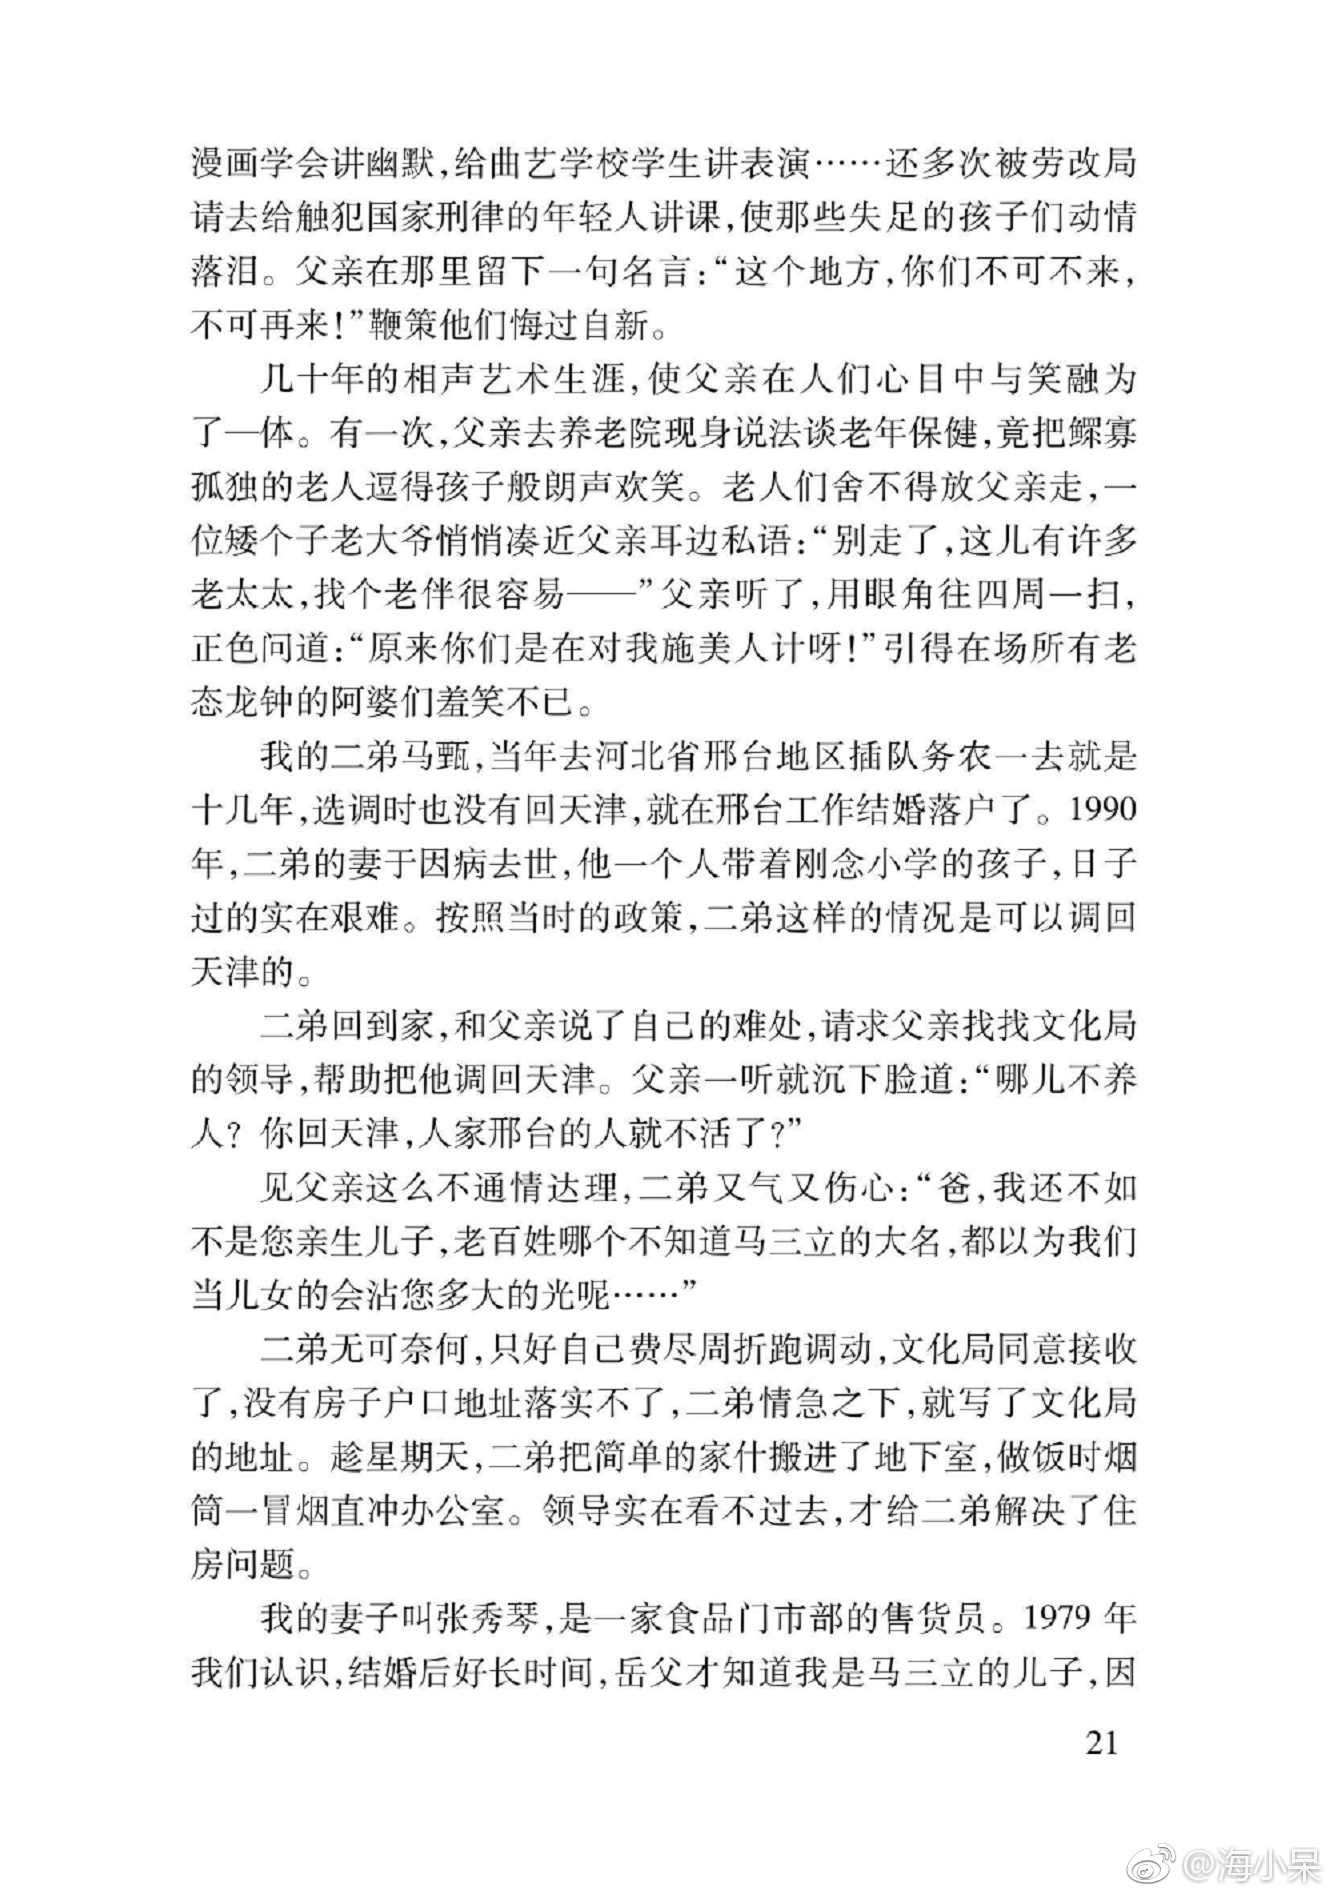 漫画学会讲幽默,给曲艺学校学生讲表演……还多次被劳改局
请去给触犯国家刑律的年轻人讲课,使那些失足的孩子们动情
落泪。父亲在那里留下一句名言:“这个地方,你们不可不来,
不可再来!”鞭策他们悔过自新。
几十年的相声艺术生涯,使父亲在人们心目中与笑融为
了一体。有一次,父亲去养老院现身说法谈老年保健,竟把鳏寡
孤独的老人逗得孩子般朗声欢笑。老人们舍不得放父亲走,一
位矮个子老大爷悄悄凑近父亲耳边私语:“别走了,这儿有许多
老太太,找个老伴很容易——”父亲听了,用眼角往四周一扫,
正色问道:“原来你们是在对我施美人计呀!”引得在场所有老
态龙钟的阿婆们羞笑不已。
我的二弟马甄,当年去河北省邢台地区插队务农一去就是
十几年,选调时也没有回天津,就在邢台工作结婚落户了。1990
年,二弟的妻于因病去世,他一个人带着刚念小学的孩子,日子
过的实在艰难。按照当时的政策,二弟这样的情况是可以调回
天津的。
二弟回到家,和父亲说了自己的难处,请求父亲找找文化局
的领导,帮助把他调回天津。父亲一听就沉下脸道:“哪儿不养
人?你回天津,人家邢台的人就不活了?”
见父亲这么不通情达理,二弟又气又伤心:“爸,我还不如
不是您亲生儿子,老百姓哪个不知道马三立的大名,都以为我们
当儿女的会沾您多大的光呢……”
二弟无可奈何,只好自己费尽周折跑调动,文化局同意接收
了,没有房子户口地址落实不了,二弟情急之下,就写了文化局
的地址。趁星期天,二弟把简单的家什搬进了地下室,做饭时烟
筒一冒烟直冲办公室。领导实在看不过去,才给二弟解决了住
房问题。
我的妻子叫张秀琴,是一家食品门市部的售货员。1979 年
我们认识,结婚后好长时间,岳父才知道我是马三立的儿子,因
21
@海小呆